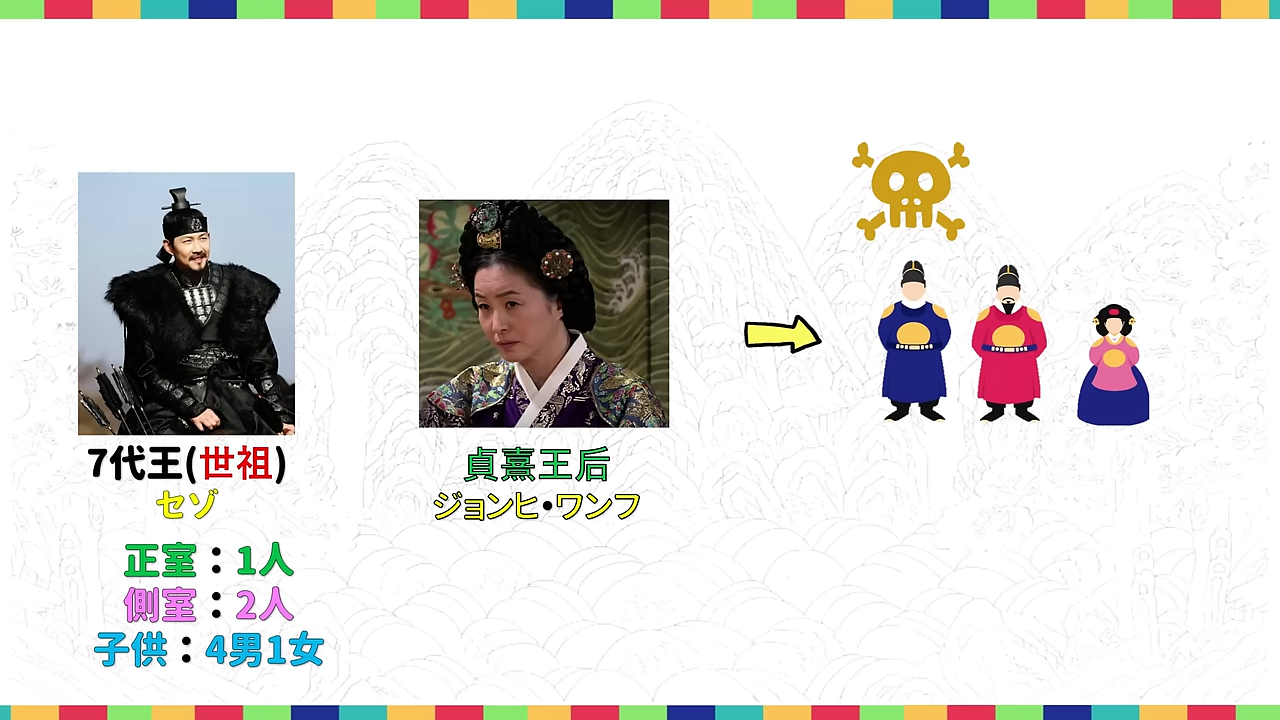 7代王(世祖)
セゾ
正室：1人
側室：2人
子供：4男1女
貞熹王后
ジョンヒ•ワンフ